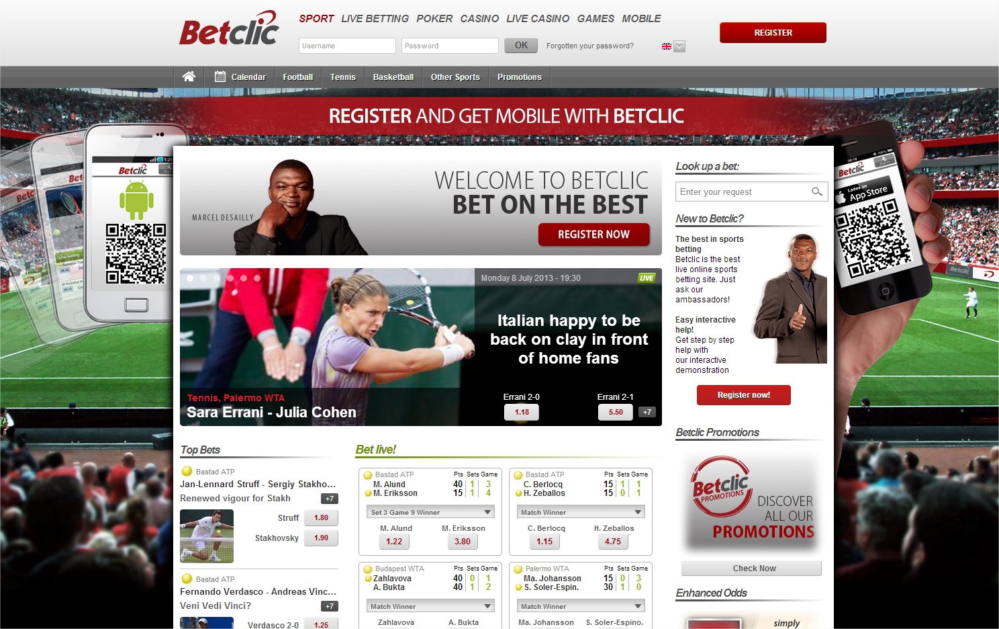 Betclic
SPORT LIVE BETTING POKER CASINO LIVE CASINO GAMES MOBILE
Username
Password
OK
Forgotten your password?
REGISTER
Calendar
Football
Tennis
Basketball
Other Sports
Promotions
REGISTER AND GET MOBILE WITH BETCLIC
Betclic
Betclic
App Store
MARCEL DESAILLY
WELCOME TO BETCLIC
BET ON THE BEST
REGISTER NOW
Look up a bet:
Enter your request
New to Betclic?
The best in sports
betting
Betclic is the best
live online sports
betting site. Just
ask our
ambassadors!
Easy interactive
help!
Get step by step
help with
our interactive
demonstration
Register now!
Monday 8 July 2013 - 19:30
LIVE
Italian happy to be
back on clay in front
of home fans
Tennis, Palermo WTA
Sara Errani - Julia Cohen
Errani 2-0
1.18
Errani 2-1
5.50
+7
Top Bets
Bastad ATP
Jan-Lennard Struff - Sergiy Stakho...
Renewed vigour for Stakh +7
Struff 1.80
Stakhovsky 1.90
Bastad ATP
Fernando Verdasco - Andreas Vinc...
Veni Vedi Vinci? +7
Verdasco 2-0 1.25
Bet live!
Bastad ATP Pts Sets Game
M. Alund 40 1 3
M. Eriksson 15 1 4
Set 3 Game 9 Winner
M. Alund M. Eriksson
1.22 3.80
Bastad ATP Pts Sets Game
C. Berlocq 15 1 1
H. Zeballos 15 0 1
Match Winner
C. Berlocq H. Zeballos
1.15 4.75
Budapest WTA Pts Sets Game
Zahlavova 40 0 1
A. Bukta 40 1 2
Match Winner
Zahlavova A. Bukta
Palermo WTA Pts Sets Game
Ma. Johansson 15 0 3
S. Soler-Espin. 30 1 0
Match Winner
Ma. Johansson S. Soler-Espino.
Betclic Promotions
Betclic
PROMOTIONS
DISCOVER
ALL OUR
PROMOTIONS
Check Now
Enhanced Odds
simply